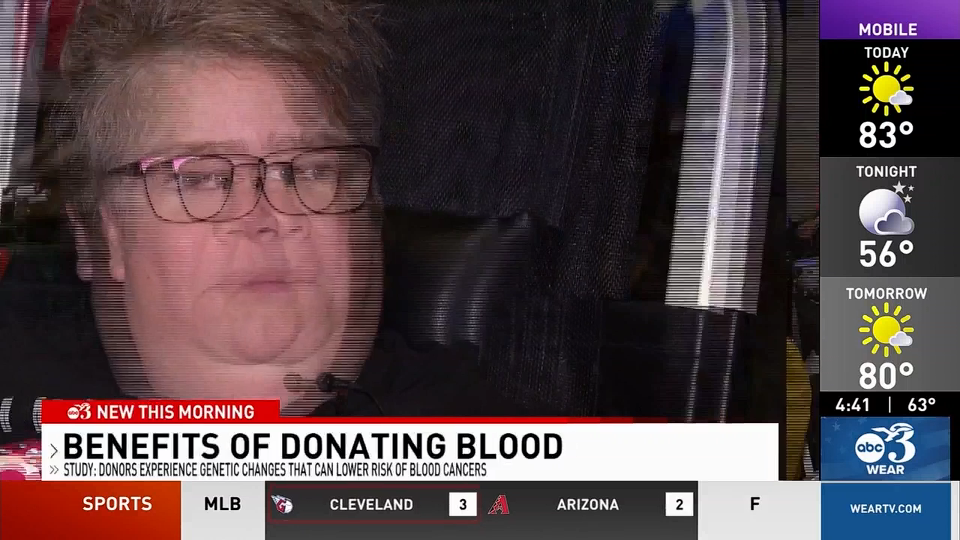 MOBILE
TODAY
83°
TONIGHT
56°
TOMORROW
80°
4:41 | 63°
abc 3
WEAR
abc 3 NEW THIS MORNING
BENEFITS OF DONATING BLOOD
STUDY: DONORS EXPERIENCE GENETIC CHANGES THAT CAN LOWER RISK OF BLOOD CANCERS
SPORTS MLB CLEVELAND 3 ARIZONA 2 F WEARTV.COM